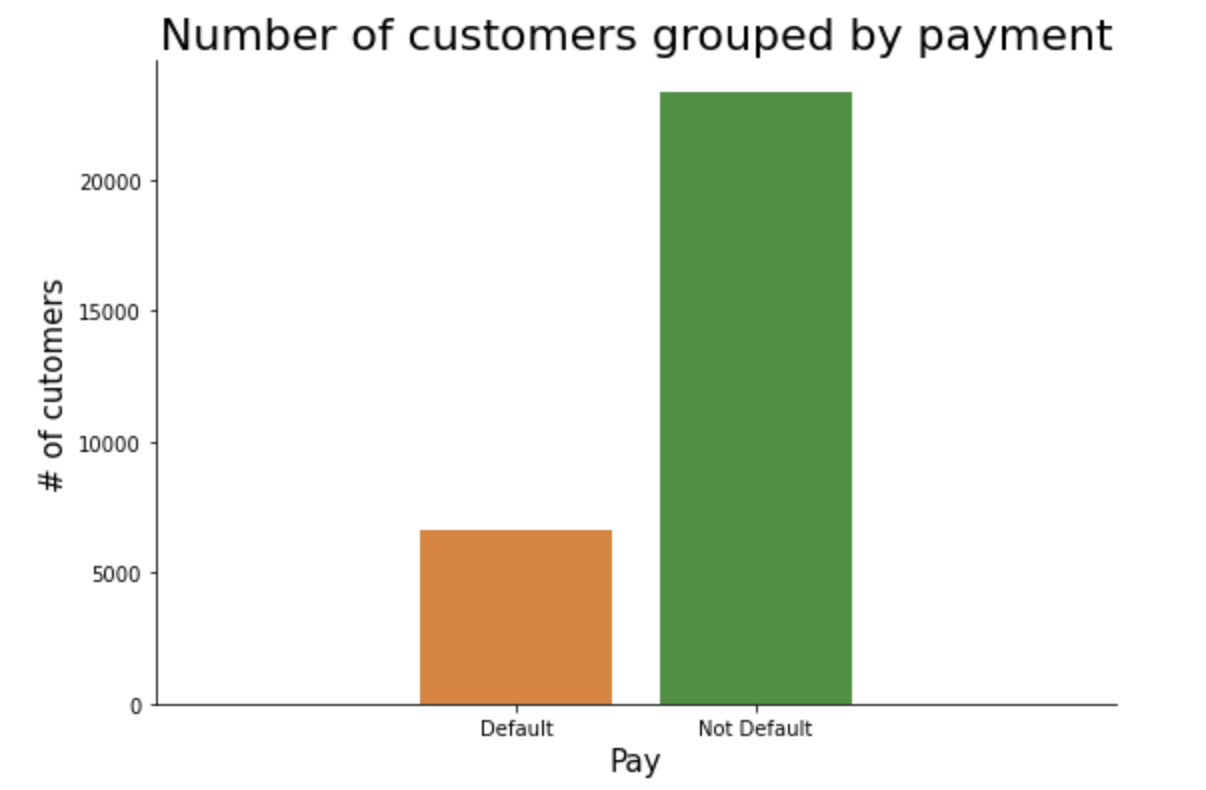 Number of customers grouped by payment
# of cutomers
20000
15000
10000
5000
0
Default Not Default
Pay